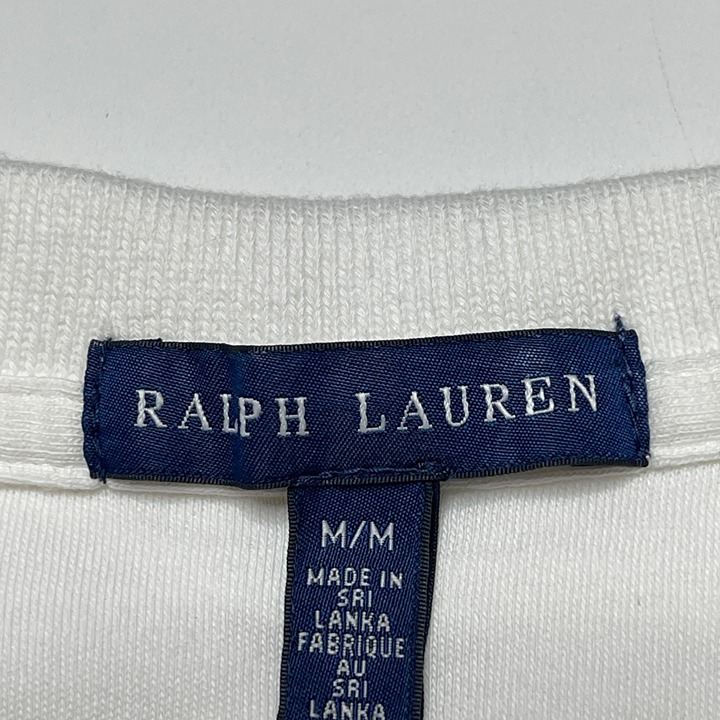 RALPH LAUREN
M/M
MADE IN
SRI
LANKA
FABRIQUE
AU
SRI
LANKA